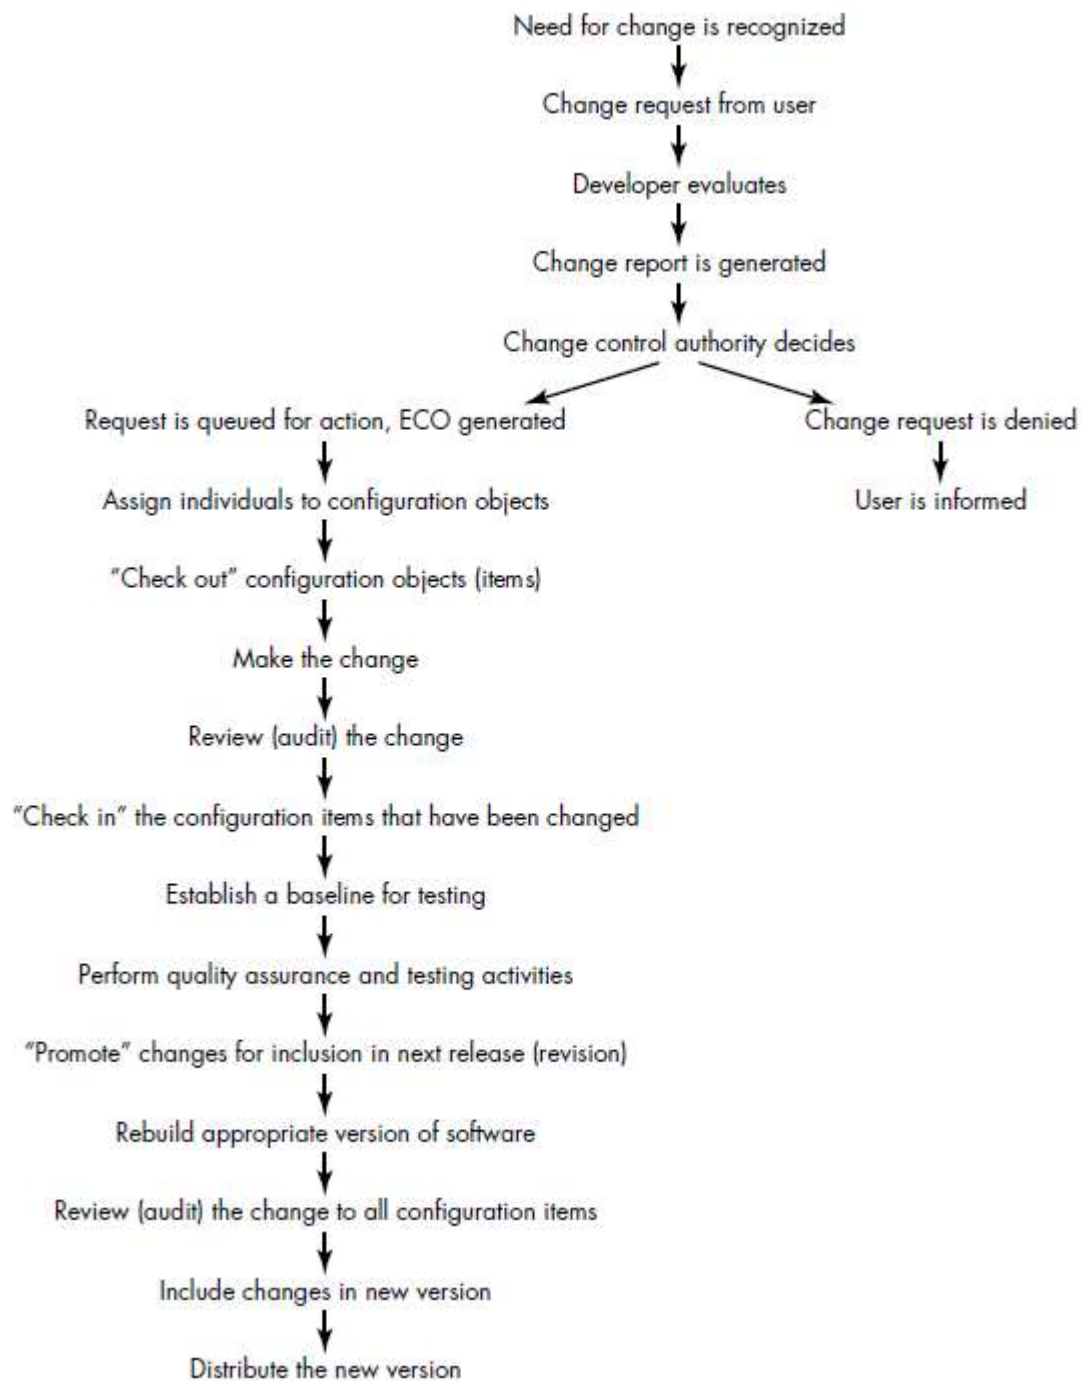 Need for change is recognized
Change request from user
Developer evaluates
Change report is generated
Change control authority decides
Request is queued for action, ECO generated
Change request is denied
Assign individuals to configuration objects
User is informed
"Check out" configuration objects (items)
Make the change
Review (audit) the change
"Check in" the configuration items that have been changed
Establish a baseline for testing
Perform quality assurance and testing activities
"Promote" changes for inclusion in next release (revision)
Rebuild appropriate version of software
Review (audit) the change to all configuration items
Include changes in new version
Distribute the new version